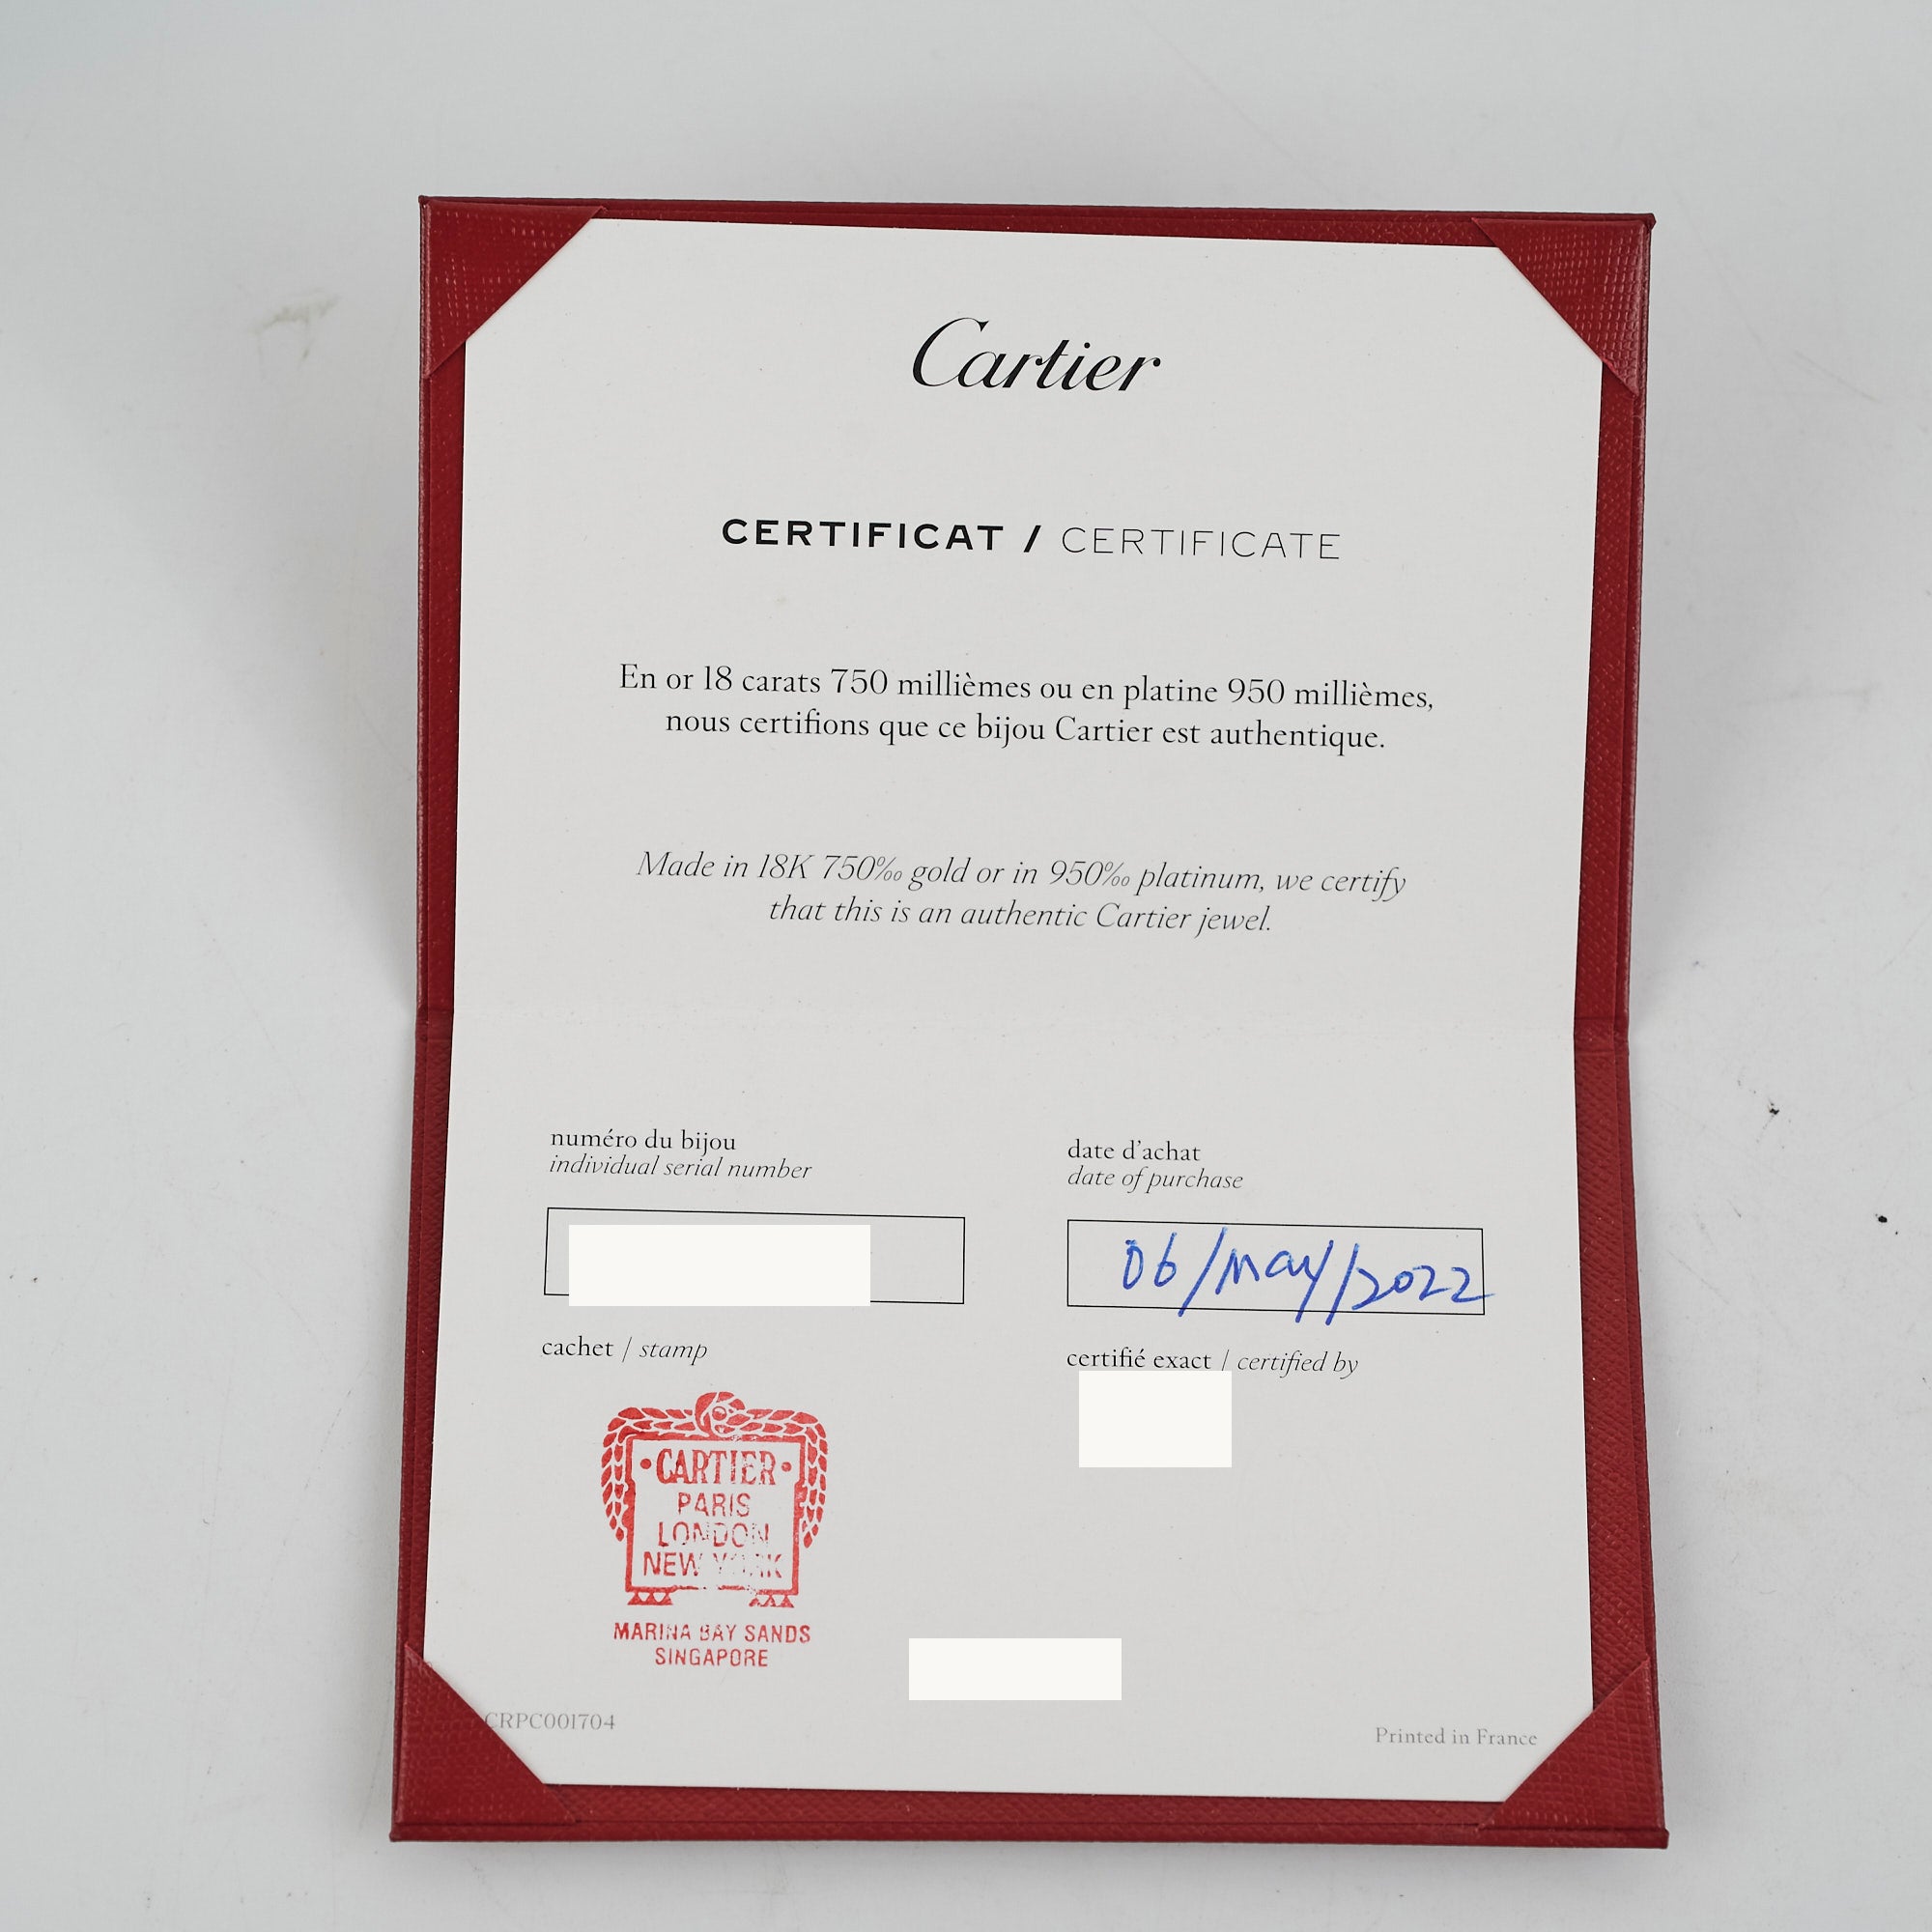 Cartier
CERTIFICAT / CERTIFICATE
En or 18 carats 750 millièmes ou en platine 950 millièmes,
nous certifions que ce bijou Cartier est authentique.
Made in 18K 750‰ gold or in 950‰ platinum, we certify
that this is an authentic Cartier jewel.
numéro du bijou
individual serial number
date d'achat
date of purchase
06/May/2022
cachet / stamp
certifié exact / certified by
CARTIER
PARIS
LONDON
NEW YORK
MARINA BAY SANDS
SINGAPORE
CRPC001704
Printed in France